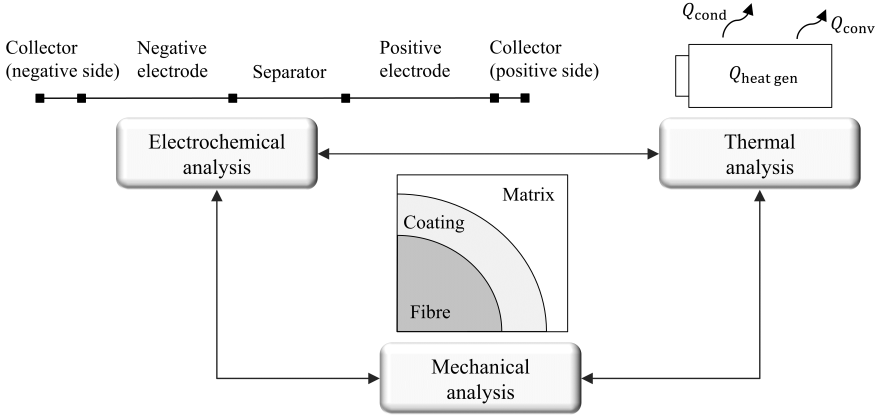 Q_cond
Q_conv
Collector
(negative side)
Negative
electrode
Separator
Positive
electrode
Collector
(positive side)
Q_heat gen
Electrochemical
analysis
Thermal
analysis
Matrix
Coating
Fibre
Mechanical
analysis